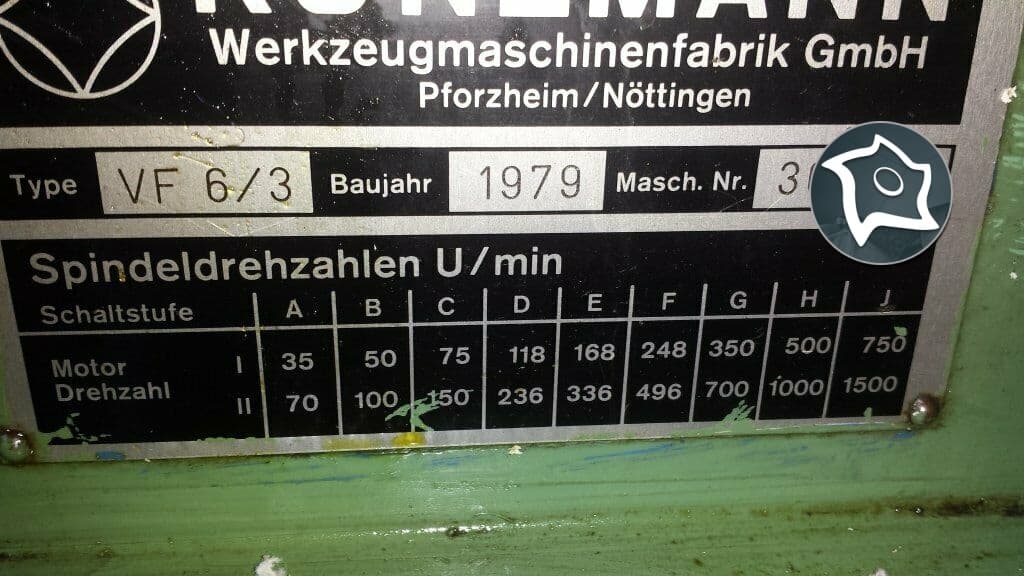 Werkzeugmaschinenfabrik GmbH
Pforzheim/Nöttingen
Type VF 6/3 Baujahr 1979 Masch. Nr.
Spindeldrehzahlen U/min
Schaltstufe A B C D E F G H J
Motor Drehzahl I 35 50 75 118 168 248 350 500 750
II 70 100 150 236 336 496 700 1000 1500